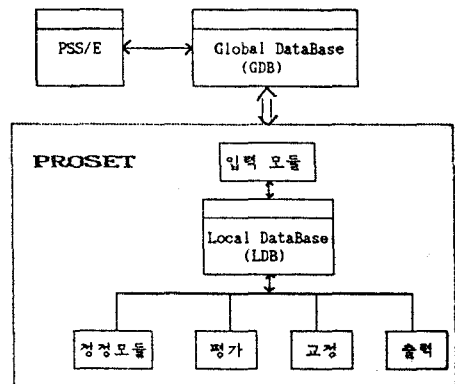 PSS/E
Global DataBase
(GDB)
PROSET
입력 모듈
Local DataBase
(LDB)
정정모듈
평가
교정
출력